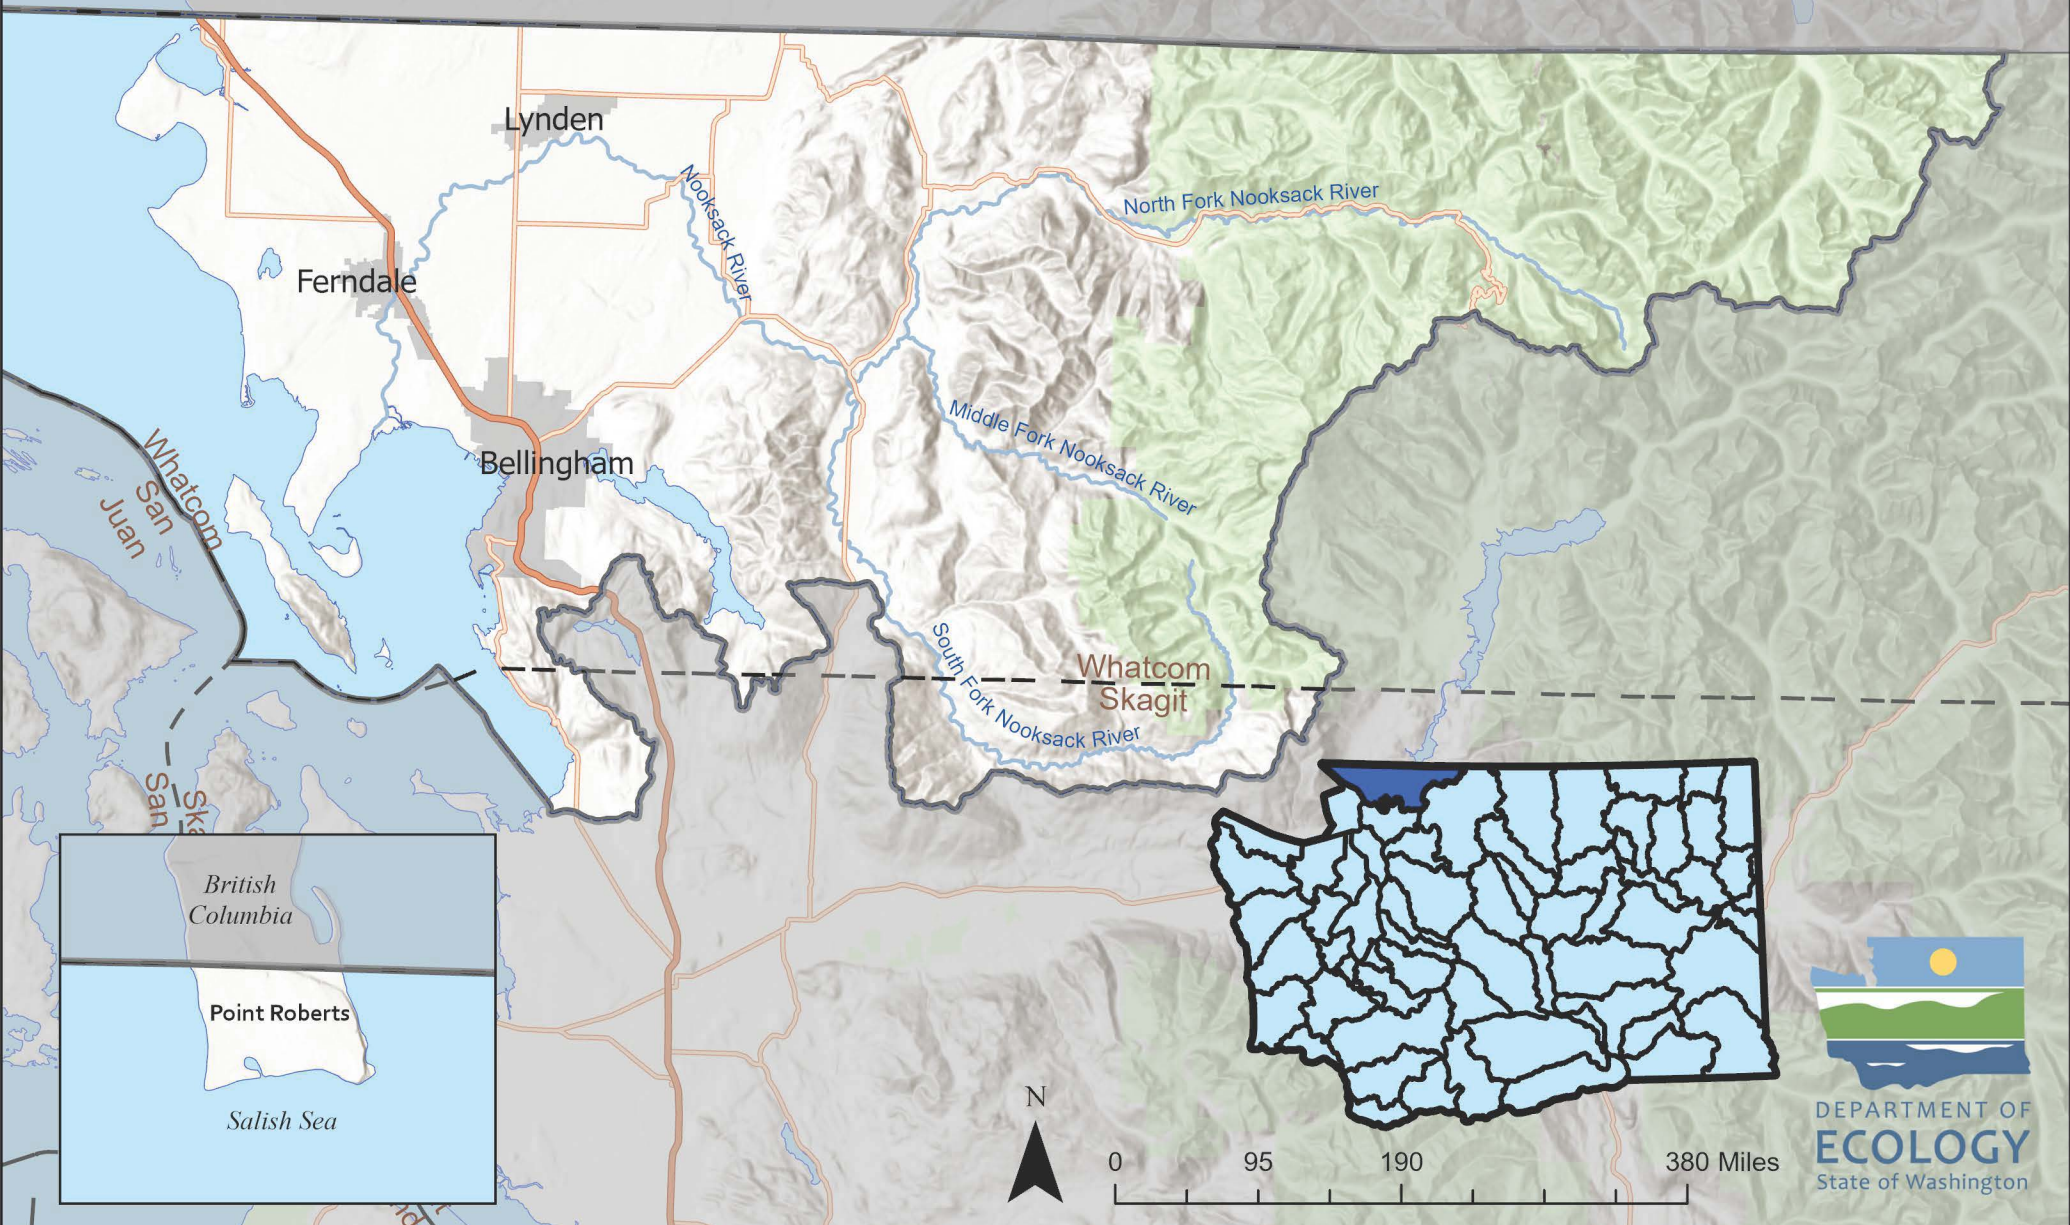 Lynden
Nooksack River
North Fork Nooksack River
Ferndale
Middle Fork Nooksack River
Bellingham
Whatcom
San
Juan
South Fork Nooksack River
Whatcom
Skagit
San
Ska
British
Columbia
Point Roberts
Salish Sea
N
0 95 190 380 Miles
DEPARTMENT OF
ECOLOGY
State of Washington